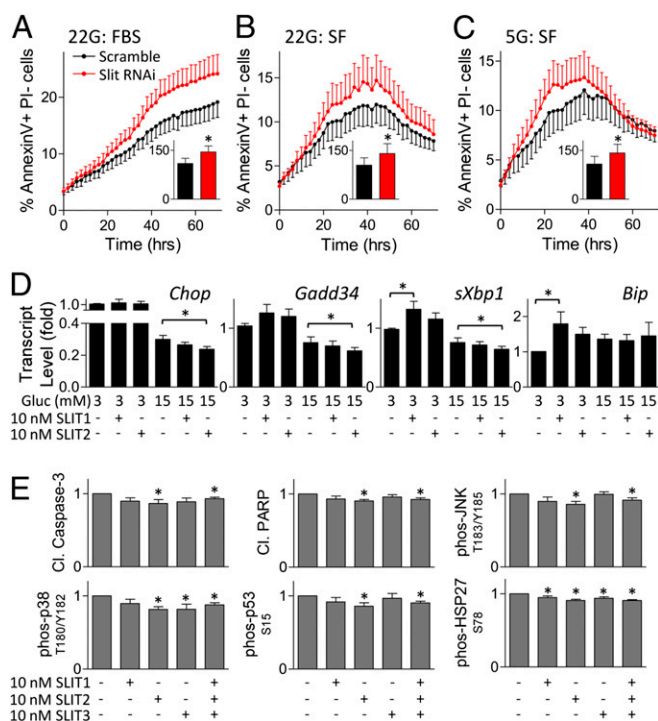 A
22G: FBS
Scramble
Slit RNAi
% AnnexinV+ PI- cells
20
10
0
0 20 40 60
Time (hrs)
150
0
*
B
22G: SF
% AnnexinV+ PI- cells
15
10
5
0
0 20 40 60
Time (hrs)
150
0
*
C
5G: SF
% AnnexinV+ PI- cells
15
10
5
0
0 20 40 60
Time (hrs)
150
0
*
D
Transcript
Level (fold)
1.0
0.4
0.2
0.0
Chop
*
1
0
Gadd34
*
1
0
sXbp1
* *
1
0
Bip
*
Gluc (mM) 3 3 3 15 15 15 3 3 3 15 15 15 3 3 3 15 15 15 3 3 3 15 15 15
10 nM SLIT1 - + - - + - - + - - + - - + - - + - - + - - + -
10 nM SLIT2 - - + - - + - - + - - + - - + - - + - - + - - +
E
Cl. Caspase-3
1
0
* *
Cl. PARP
1
0
* *
phos-JNK
T183/Y185
1
0
* *
phos-p38
T180/Y182
1
0
* * *
phos-p53
S15
1
0
* *
phos-HSP27
S78
1
0
* * * *
10 nM SLIT1 - + - - + - + - - + - + - - +
10 nM SLIT2 - - + - + - - + - + - - + - +
10 nM SLIT3 - - - + + - - - + + - - - + +